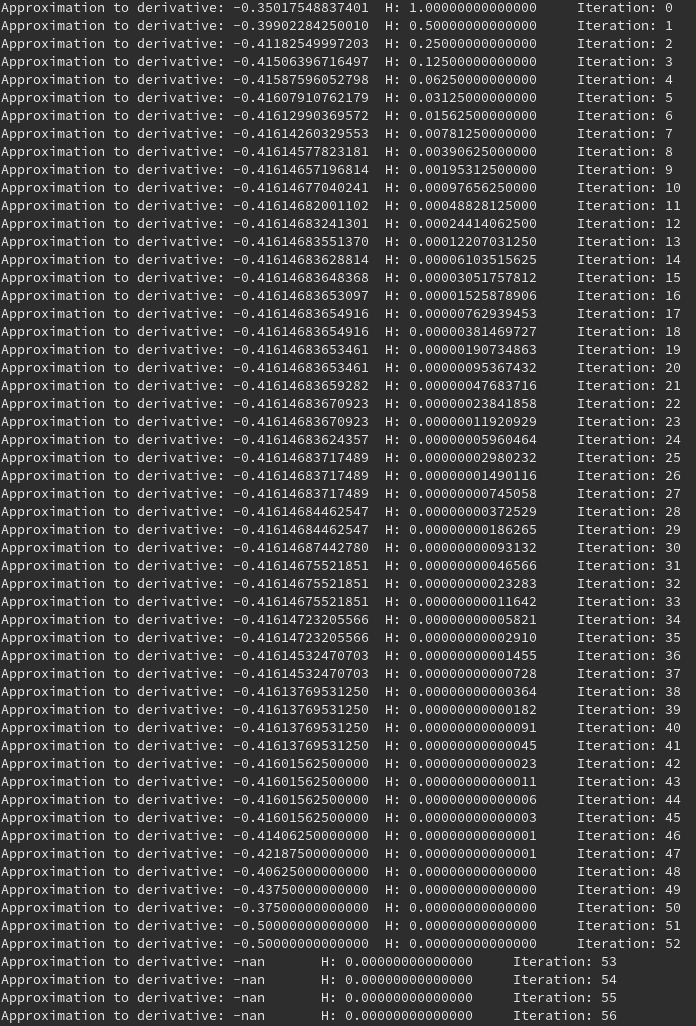 Approximation to derivative: -0.35017548837401  H: 1.00000000000000     Iteration: 0
Approximation to derivative: -0.39902284250010  H: 0.50000000000000     Iteration: 1
Approximation to derivative: -0.41182549997203  H: 0.25000000000000     Iteration: 2
Approximation to derivative: -0.41506396716497  H: 0.12500000000000     Iteration: 3
Approximation to derivative: -0.41587596052798  H: 0.06250000000000     Iteration: 4
Approximation to derivative: -0.41607910762179  H: 0.03125000000000     Iteration: 5
Approximation to derivative: -0.41612990369572  H: 0.01562500000000     Iteration: 6
Approximation to derivative: -0.41614260329553  H: 0.00781250000000     Iteration: 7
Approximation to derivative: -0.41614577823181  H: 0.00390625000000     Iteration: 8
Approximation to derivative: -0.41614657196814  H: 0.00195312500000     Iteration: 9
Approximation to derivative: -0.41614677040241  H: 0.00097656250000     Iteration: 10
Approximation to derivative: -0.41614682001102  H: 0.00048828125000     Iteration: 11
Approximation to derivative: -0.41614683241301  H: 0.00024414062500     Iteration: 12
Approximation to derivative: -0.41614683551370  H: 0.00012207031250     Iteration: 13
Approximation to derivative: -0.41614683628814  H: 0.00006103515625     Iteration: 14
Approximation to derivative: -0.41614683648368  H: 0.00003051757812     Iteration: 15
Approximation to derivative: -0.41614683653097  H: 0.00001525878906     Iteration: 16
Approximation to derivative: -0.41614683654916  H: 0.00000762939453     Iteration: 17
Approximation to derivative: -0.41614683654916  H: 0.00000381469727     Iteration: 18
Approximation to derivative: -0.41614683653461  H: 0.00000190734863     Iteration: 19
Approximation to derivative: -0.41614683653461  H: 0.00000095367432     Iteration: 20
Approximation to derivative: -0.41614683659282  H: 0.00000047683716     Iteration: 21
Approximation to derivative: -0.41614683670923  H: 0.00000023841858     Iteration: 22
Approximation to derivative: -0.41614683670923  H: 0.00000011920929     Iteration: 23
Approximation to derivative: -0.41614683624357  H: 0.00000005960464     Iteration: 24
Approximation to derivative: -0.41614683717489  H: 0.00000002980232     Iteration: 25
Approximation to derivative: -0.41614683717489  H: 0.00000001490116     Iteration: 26
Approximation to derivative: -0.41614683717489  H: 0.00000000745058     Iteration: 27
Approximation to derivative: -0.41614684462547  H: 0.00000000372529     Iteration: 28
Approximation to derivative: -0.41614684462547  H: 0.00000000186265     Iteration: 29
Approximation to derivative: -0.41614687442780  H: 0.00000000093132     Iteration: 30
Approximation to derivative: -0.41614675521851  H: 0.00000000046566     Iteration: 31
Approximation to derivative: -0.41614675521851  H: 0.00000000023283     Iteration: 32
Approximation to derivative: -0.41614675521851  H: 0.00000000011642     Iteration: 33
Approximation to derivative: -0.41614723205566  H: 0.00000000005821     Iteration: 34
Approximation to derivative: -0.41614723205566  H: 0.00000000002910     Iteration: 35
Approximation to derivative: -0.41614532470703  H: 0.00000000001455     Iteration: 36
Approximation to derivative: -0.41614532470703  H: 0.00000000000728     Iteration: 37
Approximation to derivative: -0.41613769531250  H: 0.00000000000364     Iteration: 38
Approximation to derivative: -0.41613769531250  H: 0.00000000000182     Iteration: 39
Approximation to derivative: -0.41613769531250  H: 0.00000000000091     Iteration: 40
Approximation to derivative: -0.41613769531250  H: 0.00000000000045     Iteration: 41
Approximation to derivative: -0.41601562500000  H: 0.00000000000023     Iteration: 42
Approximation to derivative: -0.41601562500000  H: 0.00000000000011     Iteration: 43
Approximation to derivative: -0.41601562500000  H: 0.00000000000006     Iteration: 44
Approximation to derivative: -0.41601562500000  H: 0.00000000000003     Iteration: 45
Approximation to derivative: -0.41406250000000  H: 0.00000000000001     Iteration: 46
Approximation to derivative: -0.42187500000000  H: 0.00000000000001     Iteration: 47
Approximation to derivative: -0.40625000000000  H: 0.00000000000000     Iteration: 48
Approximation to derivative: -0.43750000000000  H: 0.00000000000000     Iteration: 49
Approximation to derivative: -0.37500000000000  H: 0.00000000000000     Iteration: 50
Approximation to derivative: -0.50000000000000  H: 0.00000000000000     Iteration: 51
Approximation to derivative: -0.50000000000000  H: 0.00000000000000     Iteration: 52
Approximation to derivative: -nan       H: 0.00000000000000     Iteration: 53
Approximation to derivative: -nan       H: 0.00000000000000     Iteration: 54
Approximation to derivative: -nan       H: 0.00000000000000     Iteration: 55
Approximation to derivative: -nan       H: 0.00000000000000     Iteration: 56